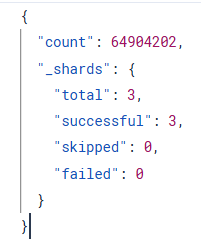 {
  "count": 64904202,
  "_shards": {
    "total": 3,
    "successful": 3,
    "skipped": 0,
    "failed": 0
  }
}